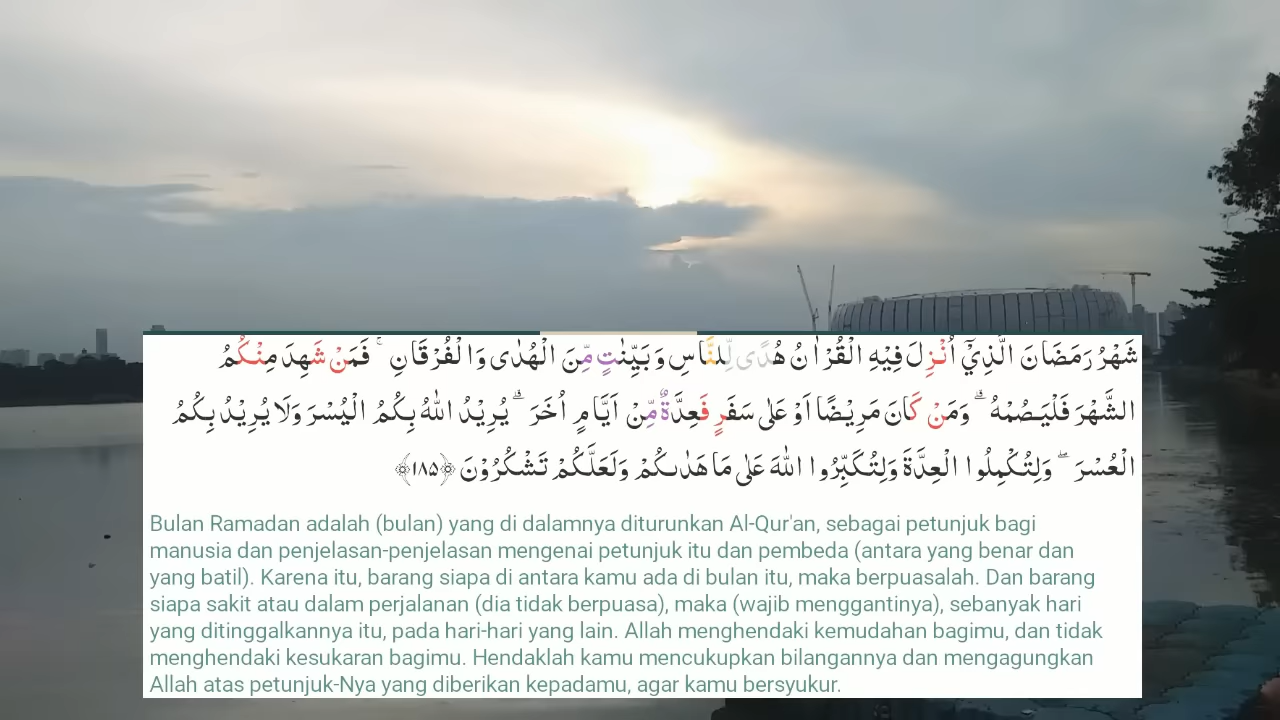 شَهْرُ رَمَضَانَ الَّذِيْٓ اُنْزِلَ فِيْهِ الْقُرْاٰنُ هُدًى لِّلنَّاسِ وَبَيِّنٰتٍ مِّنَ الْهُدٰى وَالْفُرْقَانِۚ فَمَنْ شَهِدَ مِنْكُمُ
الشَّهْرَ فَلْيَصُمْهُۗ وَمَنْ كَانَ مَرِيْضًا اَوْ عَلٰى سَفَرٍ فَعِدَّةٌ مِّنْ اَيَّامٍ اُخَرَۗ يُرِيْدُ اللّٰهُ بِكُمُ الْيُسْرَ وَلَا يُرِيْدُ بِكُمُ
الْعُسْرَۖ وَلِتُكْمِلُوا الْعِدَّةَ وَلِتُكَبِّرُوا اللّٰهَ عَلٰى مَا هَدٰىكُمْ وَلَعَلَّكُمْ تَشْكُرُوْنَ ﴿١٨٥﴾
Bulan Ramadan adalah (bulan) yang di dalamnya diturunkan Al-Qur'an, sebagai petunjuk bagi
manusia dan penjelasan-penjelasan mengenai petunjuk itu dan pembeda (antara yang benar dan
yang batil). Karena itu, barang siapa di antara kamu ada di bulan itu, maka berpuasalah. Dan barang
siapa sakit atau dalam perjalanan (dia tidak berpuasa), maka (wajib menggantinya), sebanyak hari
yang ditinggalkannya itu, pada hari-hari yang lain. Allah menghendaki kemudahan bagimu, dan tidak
menghendaki kesukaran bagimu. Hendaklah kamu mencukupkan bilangannya dan mengagungkan
Allah atas petunjuk-Nya yang diberikan kepadamu, agar kamu bersyukur.